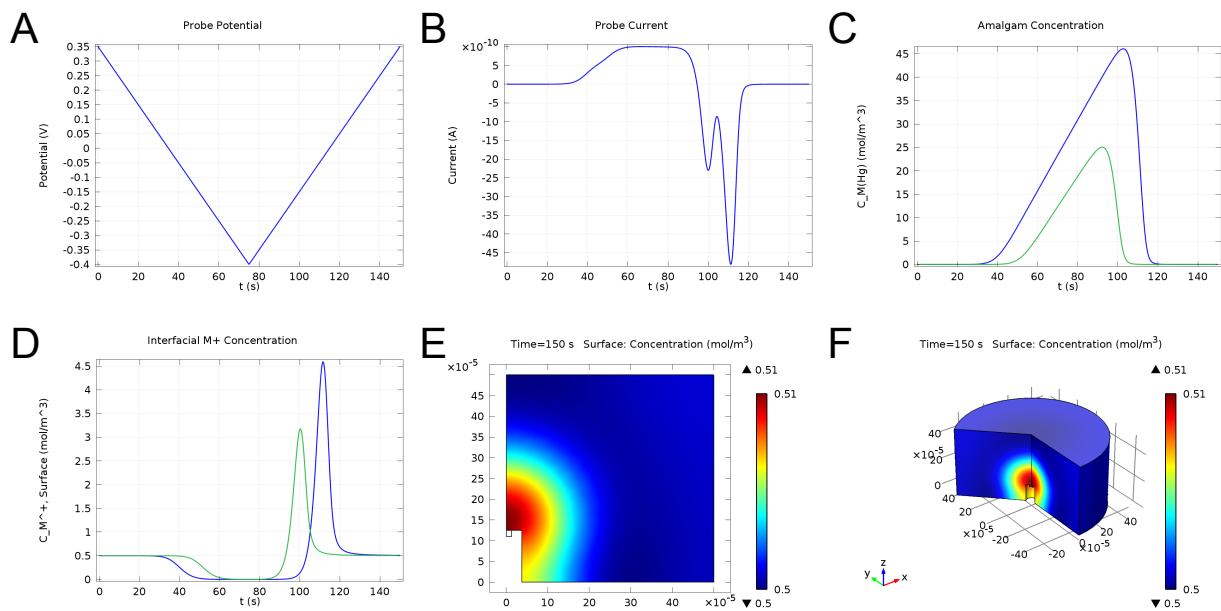 A
Probe Potential
0.35
0.3
0.25
0.2
0.15
0.1
0.05
0
-0.05
-0.1
-0.15
-0.2
-0.25
-0.3
-0.35
-0.4
Potential (V)
0 20 40 60 80 100 120 140
t (s)
B
Probe Current
×10⁻¹⁰
10
5
0
-5
-10
-15
-20
-25
-30
-35
-40
-45
Current (A)
0 20 40 60 80 100 120 140
t (s)
C
Amalgam Concentration
45
40
35
30
25
20
15
10
5
0
C_M(Hg) (mol/m^3)
0 20 40 60 80 100 120 140
t (s)
D
Interfacial M+ Concentration
4.5
4
3.5
3
2.5
2
1.5
1
0.5
0
C_M^+, Surface (mol/m^3)
0 20 40 60 80 100 120 140
t (s)
E
Time=150 s Surface: Concentration (mol/m³)
×10⁻⁵
50
45
40
35
30
25
20
15
10
5
0
0 20 40 ×10⁻⁵
▲ 0.51
0.51
0.5
▼ 0.5
F
Time=150 s Surface: Concentration (mol/m³)
▲ 0.51
0.51
40
×10⁻⁵
20
0
20
0 ×10⁻⁵
-20
-40
40
20
0 ×10⁻⁵
-20
-40
z
y
x
0.5
▼ 0.5